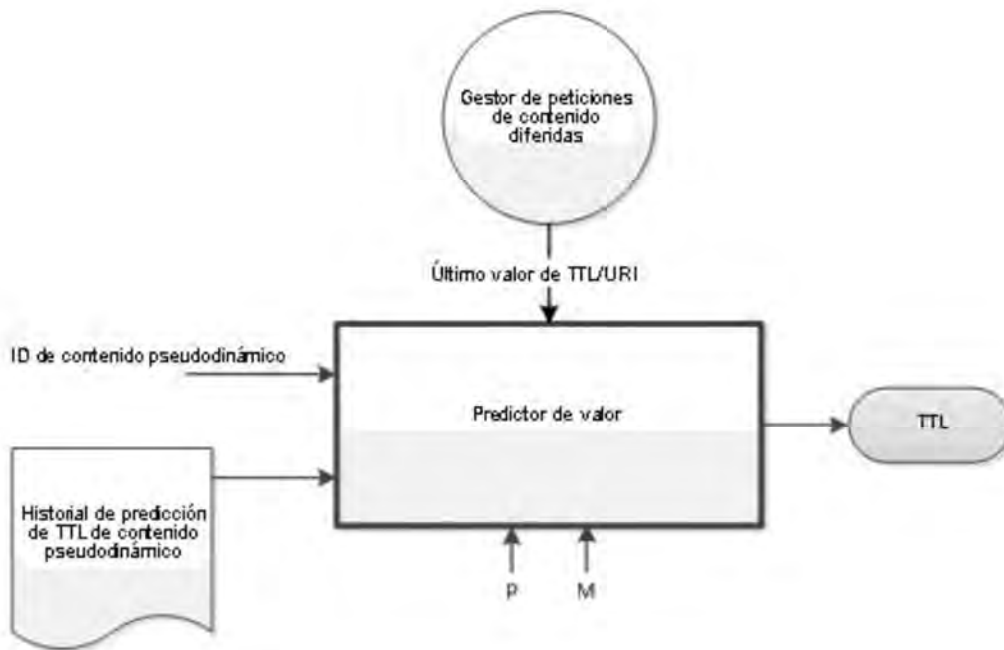 Gestor de peticiones
de contenido
diferidas
Último valor de TTL/URI
ID de contenido pseudodinámico
Predictor de valor
TTL
Historial de predicción
de TTL de contenido
pseudodinámico
P M